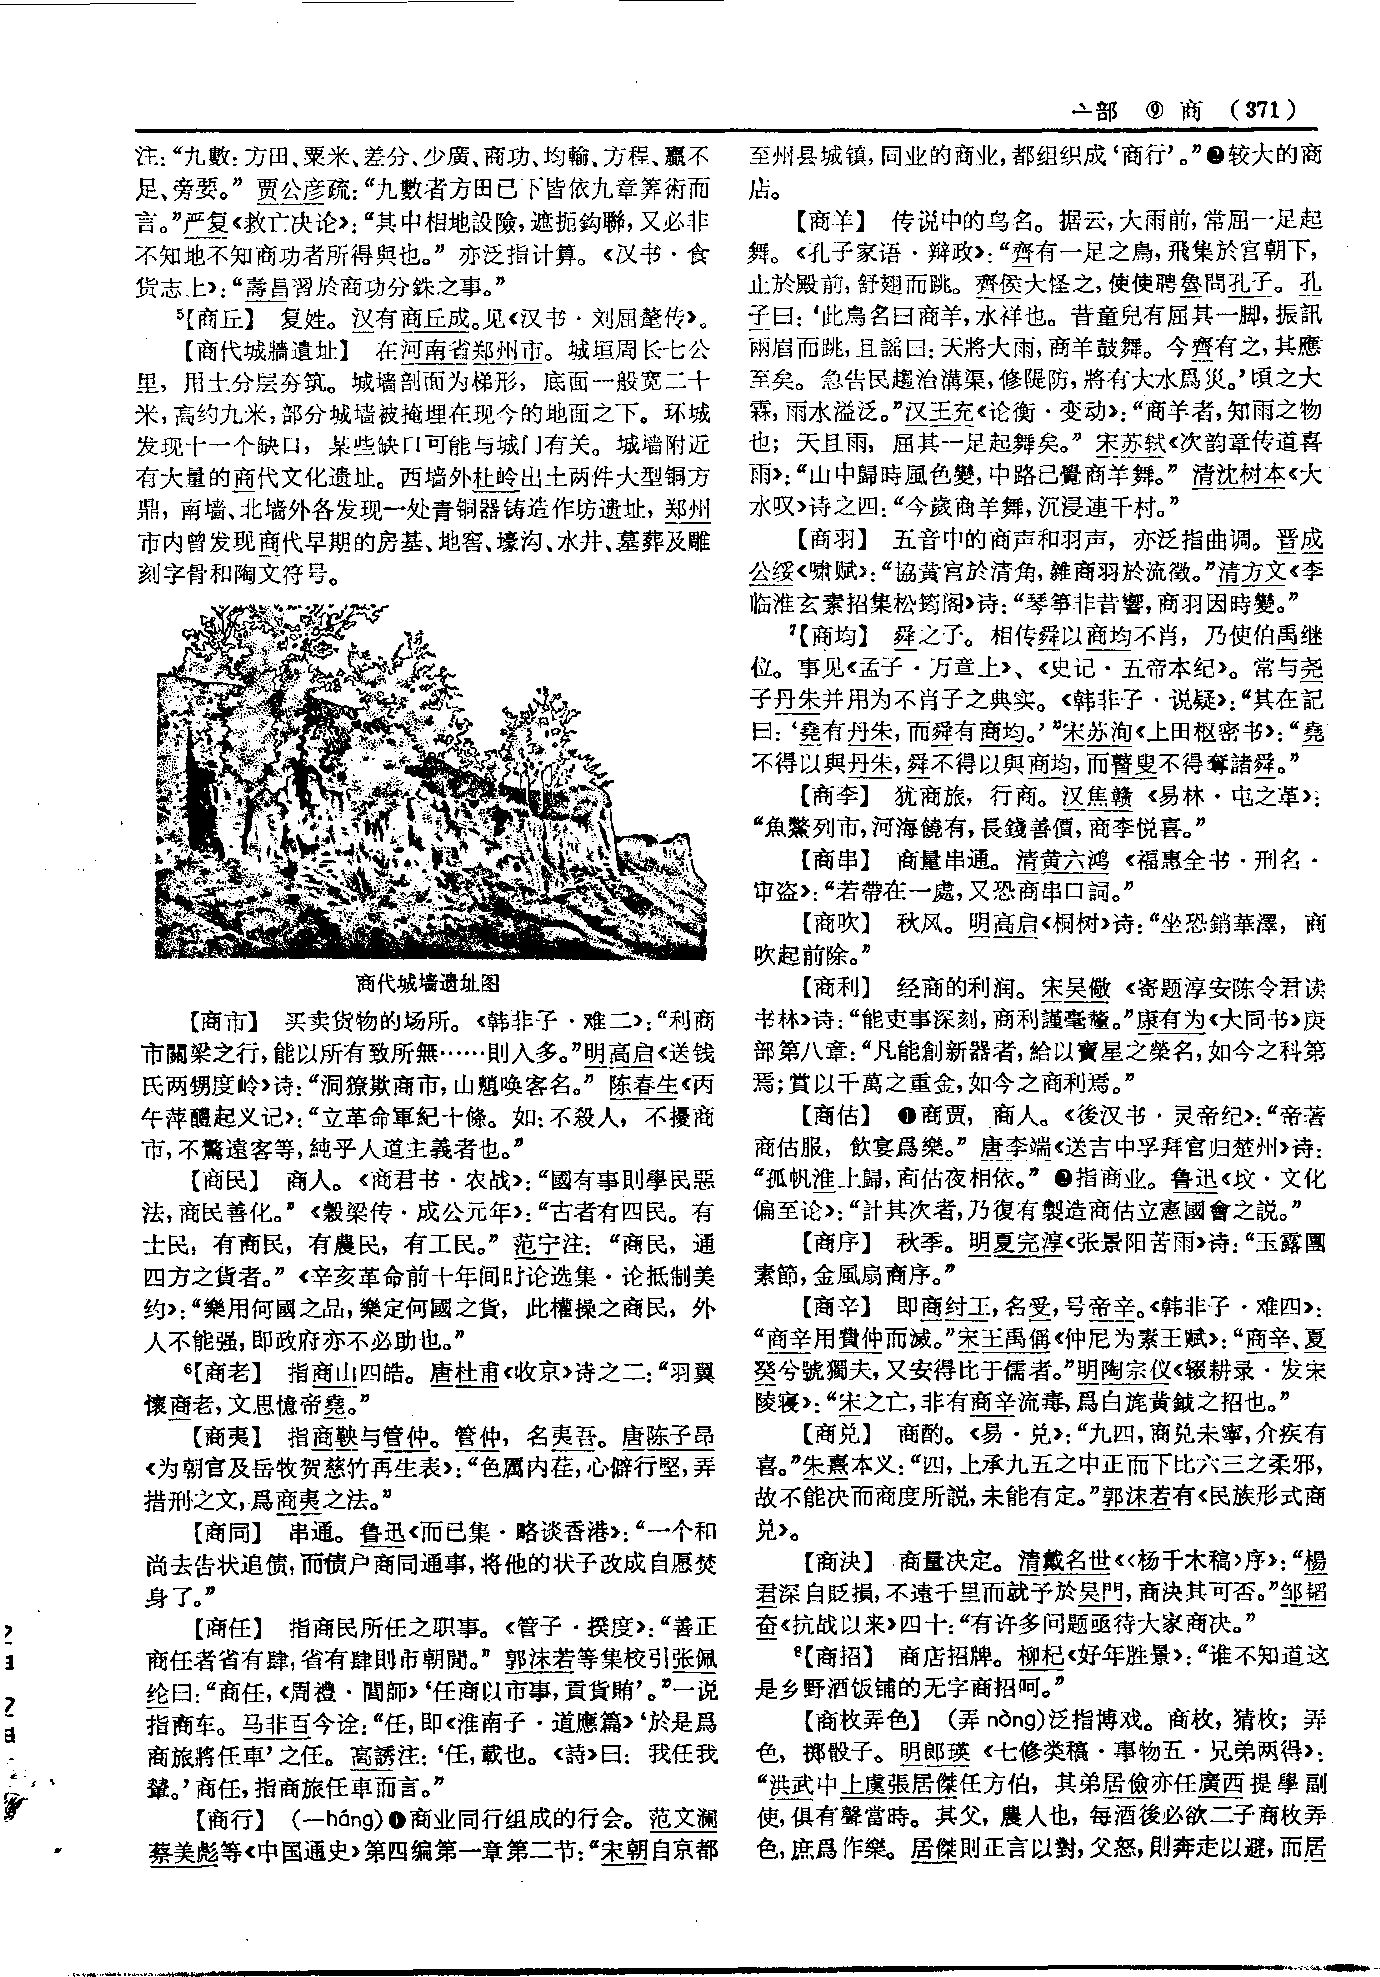 亠部 ⑨ 商 (371)
注:“九數:方田、粟米、差分、少廣、商功、均輸、方程、贏不
足、旁要。” 贾公彦疏:“九數者方田已下皆依九章筭術而
言。”严复《救亡决论》:“其中相地設險,遮扼鈎聯,又必非
不知地不知商功者所得與也。” 亦泛指计算。《汉书·食
货志上》:“壽昌習於商功分銖之事。”
⁵【商丘】 复姓。汉有商丘成。见《汉书·刘屈氂传》。
【商代城牆遺址】 在河南省郑州市。城垣周长七公
里,用土分层夯筑。城墙剖面为梯形,底面一般宽二十
米,高约九米,部分城墙被掩埋在现今的地面之下。环城
发现十一个缺口,某些缺口可能与城门有关。城墙附近
有大量的商代文化遗址。西墙外杜岭出土两件大型铜方
鼎,南墙、北墙外各发现一处青铜器铸造作坊遗址,郑州
市内曾发现商代早期的房基、地窖、壕沟、水井、墓葬及雕
刻字骨和陶文符号。
商代城墙遗址图
【商市】 买卖货物的场所。《韩非子·难二》:“利商
市關梁之行,能以所有致所無……則入多。”明高启《送钱
氏两甥度岭》诗:“洞獠欺商市,山魈唤客名。” 陈春生《丙
午萍醴起义记》:“立革命軍紀十條。如:不殺人,不擾商
市,不驚遠客等,純乎人道主義者也。”
【商民】 商人。《商君书·农战》:“國有事則學民惡
法,商民善化。” 《穀梁传·成公元年》:“古者有四民。有
士民,有商民,有農民,有工民。” 范宁注:“商民,通
四方之貨者。” 《辛亥革命前十年间时论选集·论抵制美
约》:“樂用何國之品,樂定何國之貨,此權操之商民,外
人不能强,即政府亦不必助也。”
⁶【商老】 指商山四皓。唐杜甫《收京》诗之二:“羽翼
懷商老,文思憶帝堯。”
【商夷】 指商鞅与管仲。管仲,名夷吾。唐陈子昂
《为朝官及岳牧贺慈竹再生表》:“色厲内荏,心僻行堅,弄
措刑之文,爲商夷之法。”
【商同】 串通。鲁迅《而已集·略谈香港》:“一个和
尚去告状追债,而债户商同通事,将他的状子改成自愿焚
身了。”
【商任】 指商民所任之职事。《管子·揆度》:“善正
商任者省有肆,省有肆則市朝閒。” 郭沫若等集校引张佩
纶曰:“商任,《周禮·閭師》‘任商以市事,貢貨賄’。”一说
指商车。马非百今诠:“任,即《淮南子·道應篇》‘於是爲
商旅將任車’之任。高誘注:‘任,載也。《詩》曰:我任我
輦。’商任,指商旅任車而言。”
【商行】 (—háng)❶商业同行组成的行会。范文澜
蔡美彪等《中国通史》第四编第一章第二节:“宋朝自京都
至州县城镇,同业的商业,都组织成‘商行’。”❷较大的商
店。
【商羊】 传说中的鸟名。据云,大雨前,常屈一足起
舞。《孔子家语·辩政》:“齊有一足之鳥,飛集於宫朝下,
止於殿前,舒翅而跳。齊侯大怪之,使使聘魯問孔子。孔
子曰:‘此鳥名曰商羊,水祥也。昔童兒有屈其一脚,振訊
兩眉而跳,且謡曰:天將大雨,商羊鼓舞。今齊有之,其應
至矣。急告民趨治溝渠,修隄防,將有大水爲災。’頃之大
霖,雨水溢泛。”汉王充《论衡·变动》:“商羊者,知雨之物
也;天且雨,屈其一足起舞矣。” 宋苏轼《次韵章传道喜
雨》:“山中歸時風色變,中路已覺商羊舞。” 清沈树本《大
水叹》诗之四:“今歲商羊舞,沉浸連千村。”
【商羽】 五音中的商声和羽声,亦泛指曲调。晋成
公绥《啸赋》:“協黄宫於清角,雜商羽於流徵。”清方文《李
临淮玄素招集松筠阁》诗:“琴筝非昔響,商羽因時變。”
⁷【商均】 舜之子。相传舜以商均不肖,乃使伯禹继
位。事见《孟子·万章上》、《史记·五帝本纪》。常与尧
子丹朱并用为不肖子之典实。《韩非子·说疑》:“其在記
曰:‘堯有丹朱,而舜有商均。’”宋苏洵《上田枢密书》:“堯
不得以與丹朱,舜不得以與商均,而瞽叟不得奪諸舜。”
【商李】 犹商旅,行商。汉焦赣《易林·屯之革》:
“魚鱉列市,河海饒有,長錢善價,商李悦喜。”
【商串】 商量串通。清黄六鸿《福惠全书·刑名·
审盗》:“若帶在一處,又恐商串口詞。”
【商吹】 秋风。明高启《桐树》诗:“坐恐銷華澤,商
吹起前除。”
【商利】 经商的利润。宋吴儆《寄题淳安陈令君读
书林》诗:“能吏事深刻,商利謹毫釐。”康有为《大同书》庚
部第八章:“凡能創新器者,給以寶星之榮名,如今之科第
焉;賞以千萬之重金,如今之商利焉。”
【商估】 ❶商贾,商人。《後汉书·灵帝纪》:“帝著
商估服,飲宴爲樂。” 唐李端《送吉中孚拜官归楚州》诗:
“孤帆淮上歸,商估夜相依。” ❷指商业。鲁迅《坟·文化
偏至论》:“計其次者,乃復有製造商估立憲國會之説。”
【商序】 秋季。明夏完淳《张景阳苦雨》诗:“玉露團
素節,金風扇商序。”
【商辛】 即商纣王,名受,号帝辛。《韩非子·难四》:
“商辛用費仲而滅。”宋王禹偁《仲尼为素王赋》:“商辛、夏
癸兮號獨夫,又安得比于儒者。”明陶宗仪《辍耕录·发宋
陵寝》:“宋之亡,非有商辛流毒,爲白旄黄鉞之招也。”
【商兑】 商酌。《易·兑》:“九四,商兑未寧,介疾有
喜。”朱熹本义:“四,上承九五之中正而下比六三之柔邪,
故不能決而商度所説,未能有定。”郭沫若有《民族形式商
兑》。
【商決】 商量决定。清戴名世《〈杨千木稿〉序》:“楊
君深自貶損,不遠千里而就予於吴門,商決其可否。”邹韬
奋《抗战以来》四十:“有许多问题亟待大家商决。”
⁸【商招】 商店招牌。柳杞《好年胜景》:“谁不知道这
是乡野酒饭铺的无字商招呵。”
【商枚弄色】 (弄 nòng)泛指博戏。商枚,猜枚;弄
色,掷骰子。明郎瑛《七修类稿·事物五·兄弟两得》:
“洪武中上虞張居傑任方伯,其弟居儉亦任廣西提學副
使,俱有聲當時。其父,農人也,每酒後必欲二子商枚弄
色,庶爲作樂。居傑則正言以對,父怒,則奔走以避,而居